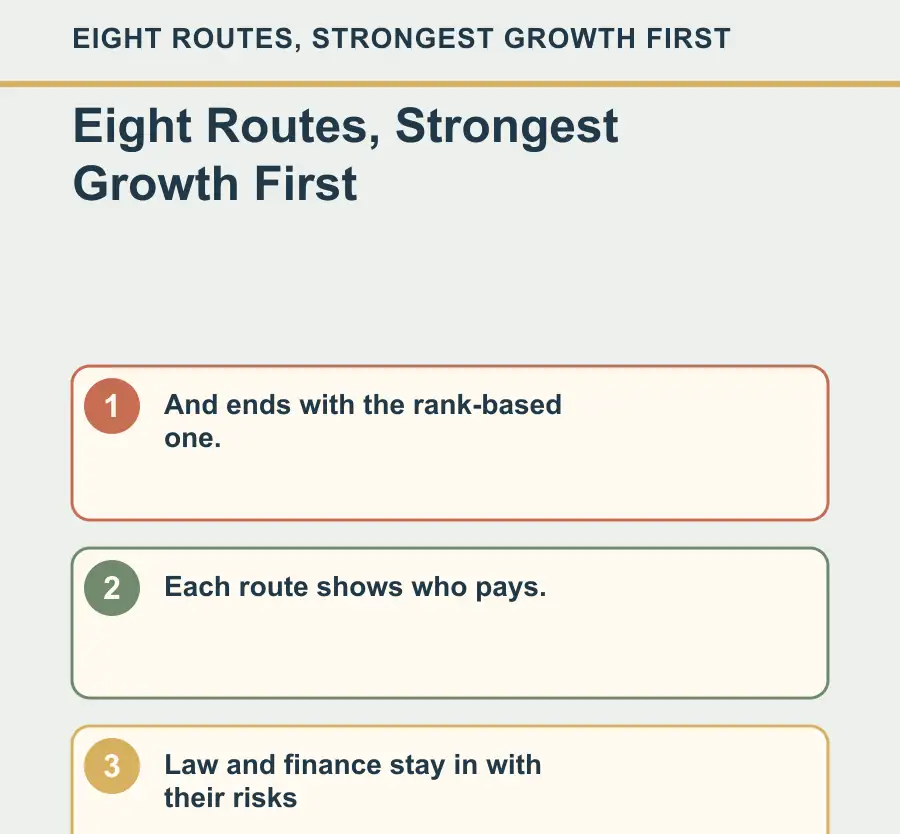 EIGHT ROUTES, STRONGEST GROWTH FIRST
Eight Routes, Strongest
Growth First
1
And ends with the rank-based
one.
2
Each route shows who pays.
3
Law and finance stay in with
their risks